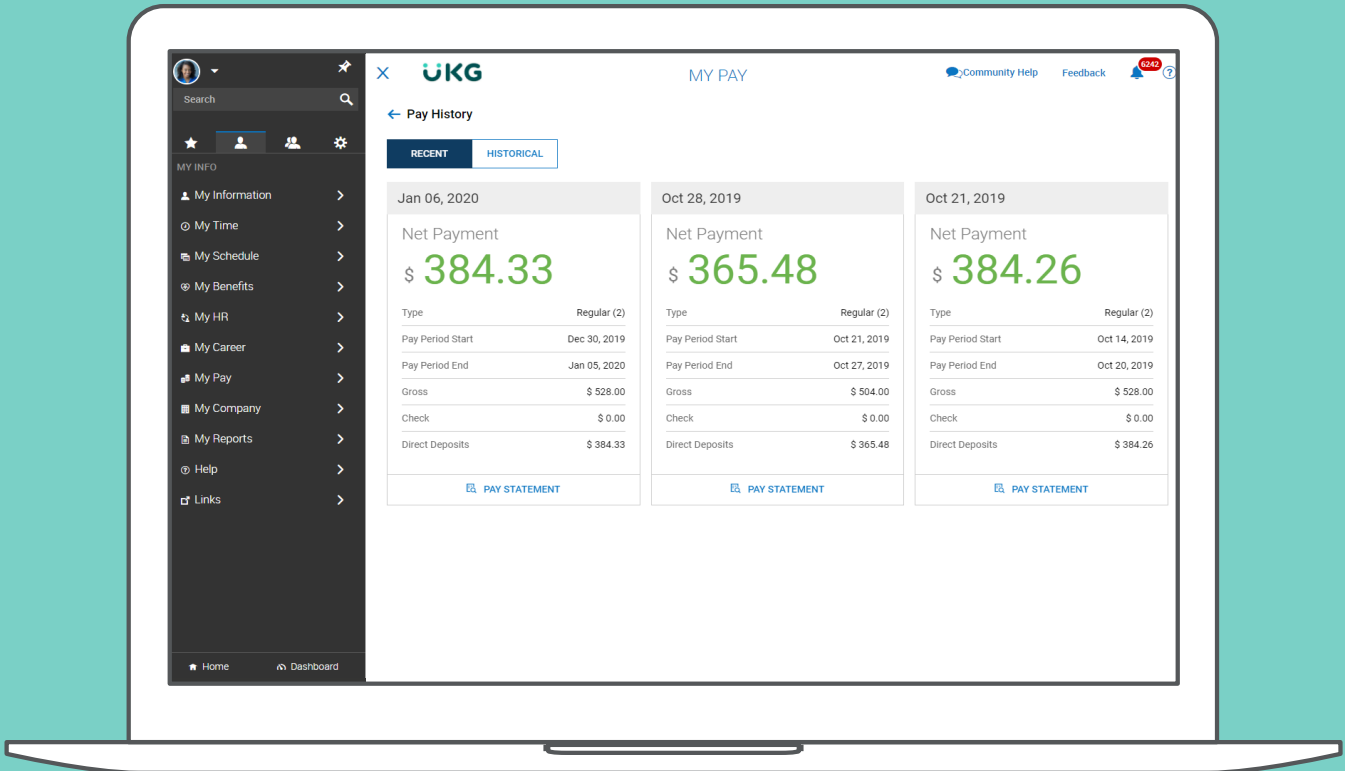 UKG
MY PAY
Community Help
Feedback
6242
?
Search
Pay History
RECENT
HISTORICAL
MY INFO
My Information
My Time
My Schedule
My Benefits
My HR
My Career
My Pay
My Company
My Reports
Help
Links
Home
Dashboard
Jan 06, 2020
Net Payment
$ 384.33
Type Regular (2)
Pay Period Start Dec 30, 2019
Pay Period End Jan 05, 2020
Gross $ 528.00
Check $ 0.00
Direct Deposits $ 384.33
PAY STATEMENT
Oct 28, 2019
Net Payment
$ 365.48
Type Regular (2)
Pay Period Start Oct 21, 2019
Pay Period End Oct 27, 2019
Gross $ 504.00
Check $ 0.00
Direct Deposits $ 365.48
PAY STATEMENT
Oct 21, 2019
Net Payment
$ 384.26
Type Regular (2)
Pay Period Start Oct 14, 2019
Pay Period End Oct 20, 2019
Gross $ 528.00
Check $ 0.00
Direct Deposits $ 384.26
PAY STATEMENT